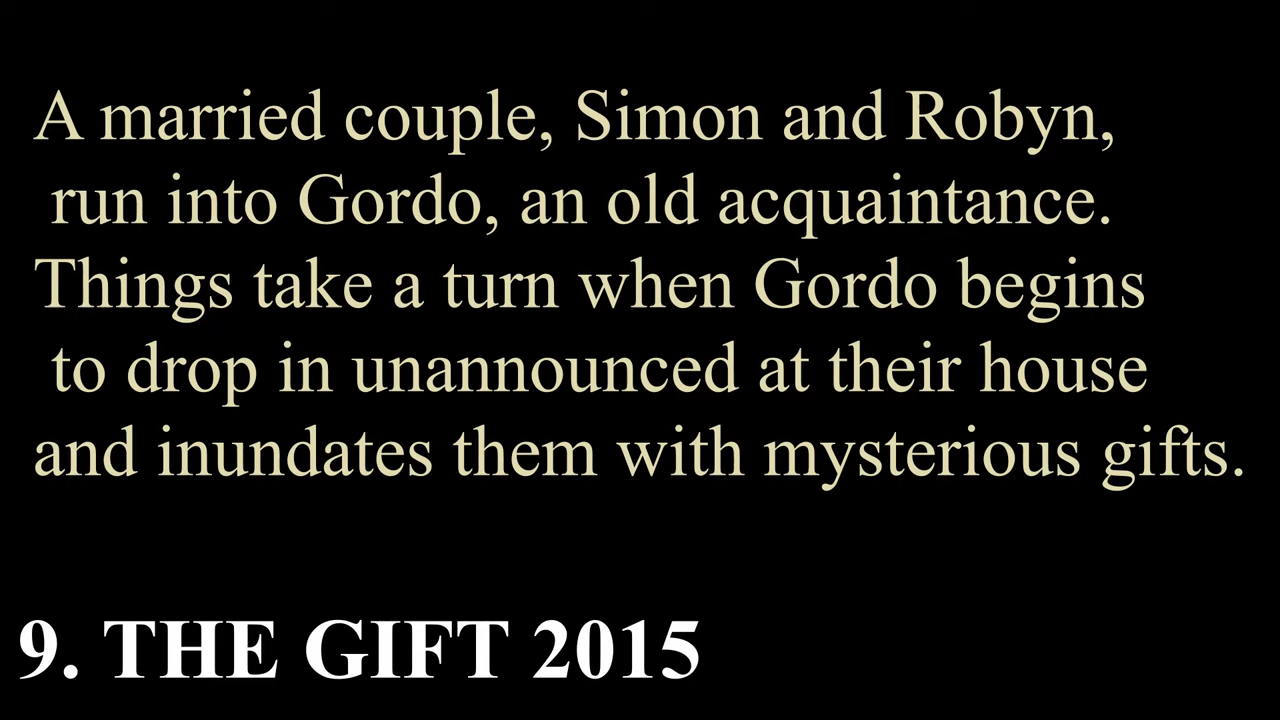 A married couple, Simon and Robyn,
run into Gordo, an old acquaintance.
Things take a turn when Gordo begins
to drop in unannounced at their house
and inundates them with mysterious gifts.
9. THE GIFT 2015